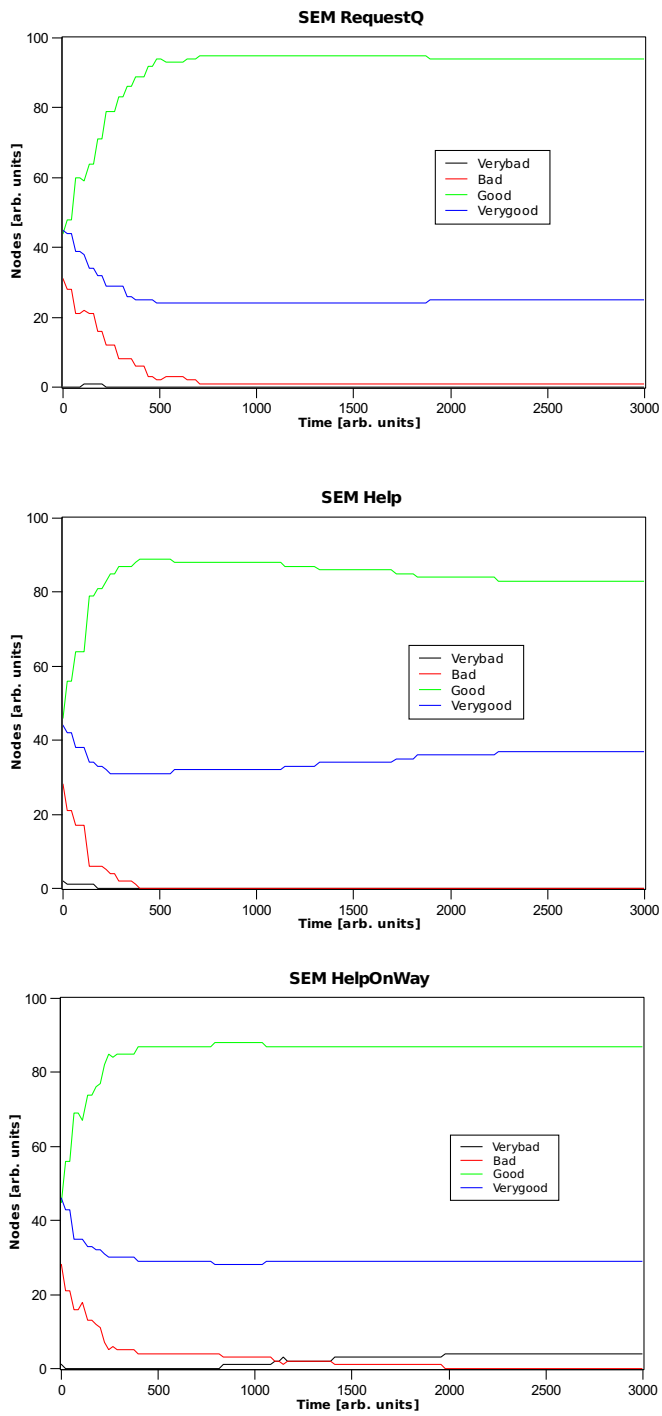 SEM RequestQ
100
80
60
40
20
0
Nodes [arb. units]
Verybad
Bad
Good
Verygood
0 500 1000 1500 2000 2500 3000
Time [arb. units]
SEM Help
100
80
60
40
20
0
Nodes [arb. units]
Verybad
Bad
Good
Verygood
0 500 1000 1500 2000 2500 3000
Time [arb. units]
SEM HelpOnWay
100
80
60
40
20
0
Nodes [arb. units]
Verybad
Bad
Good
Verygood
0 500 1000 1500 2000 2500 3000
Time [arb. units]